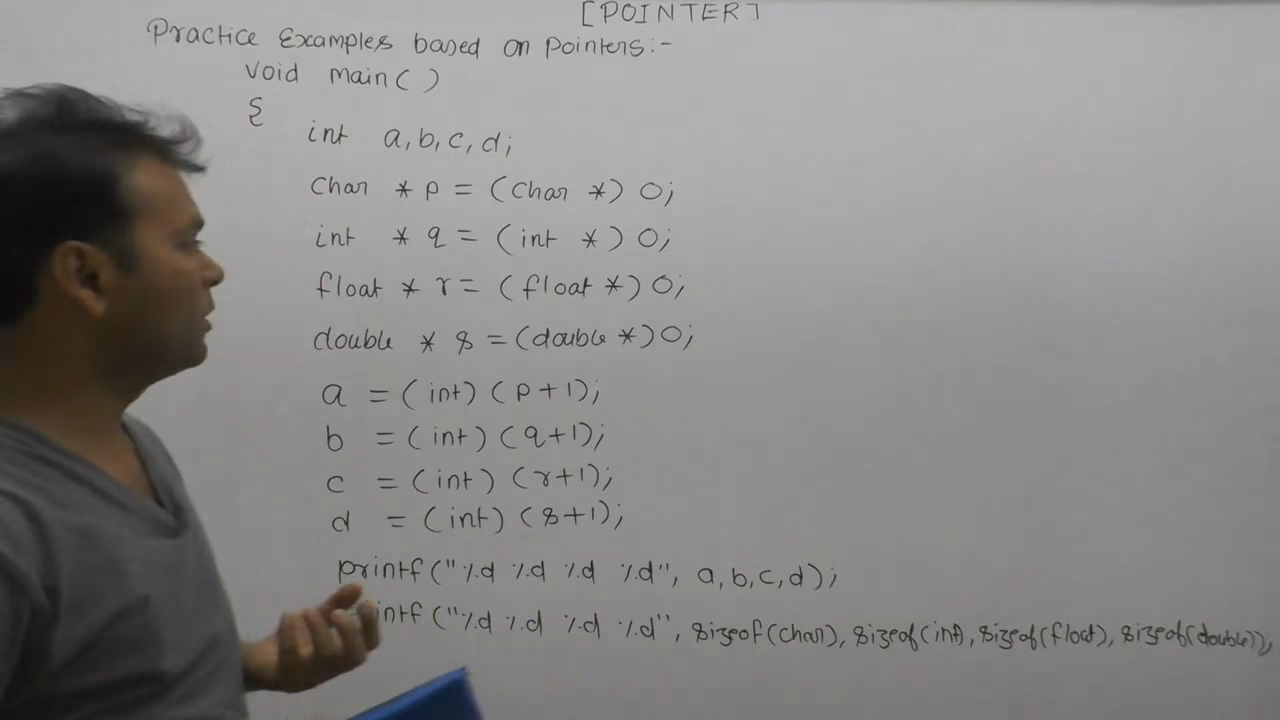 [POINTER]
Practice Examples based on Pointers:-
void main( )
{
int a,b,c,d;
char * p = (char *) 0;
int * q = (int *) 0;
float * r = (float *) 0;
double * s = (double *) 0;
a = (int) (p+1);
b = (int) (q+1);
c = (int) (r+1);
d = (int) (s+1);
printf ("%d %d %d %d", a,b,c,d);
intf ("%d %d %d %d", sizeof(char), sizeof(int), sizeof(float), sizeof(double));